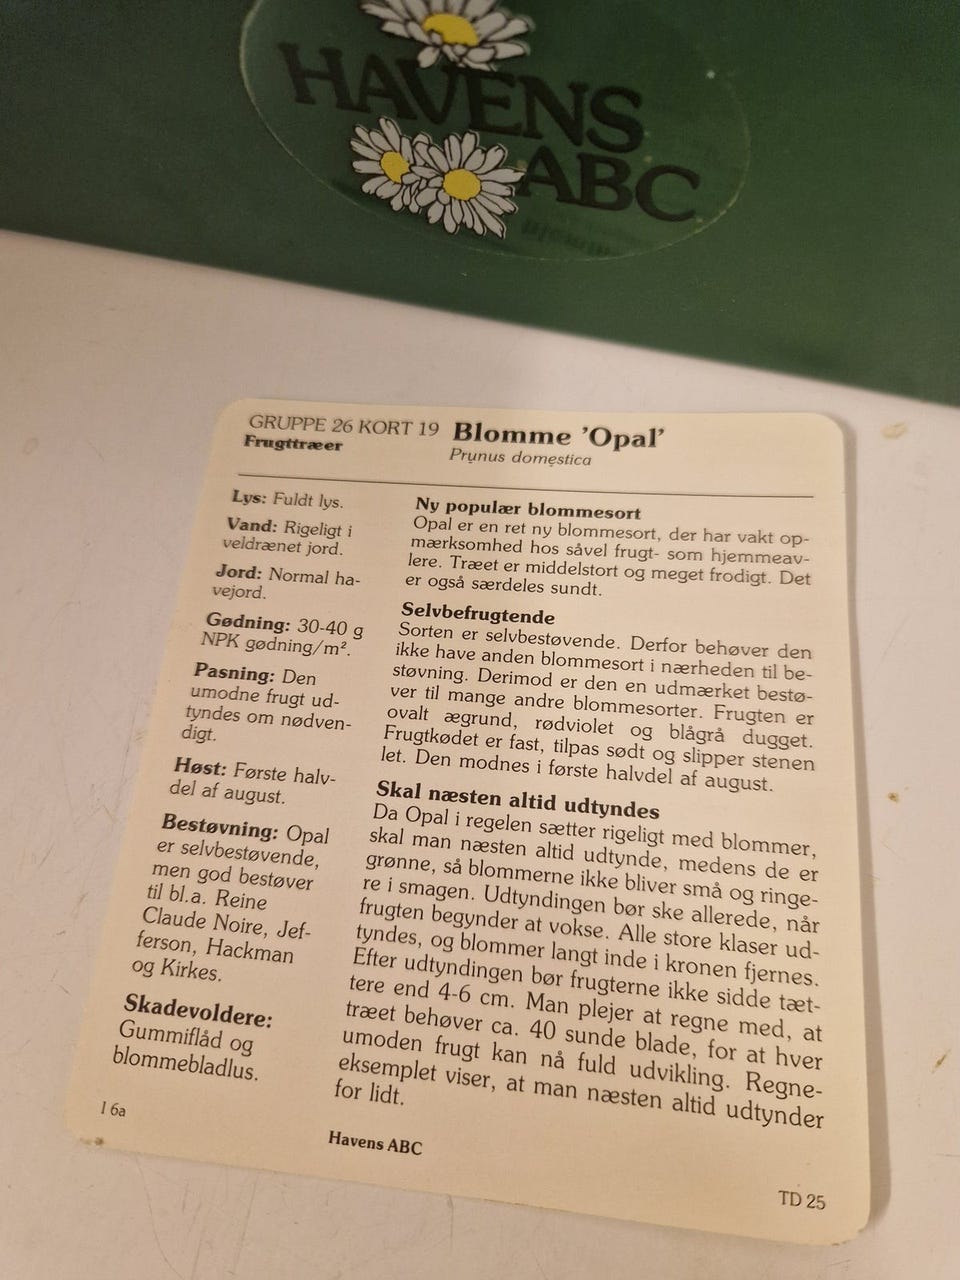 HAVENS
ABC
GRUPPE 26 KORT 19
Frugttræer
Blomme 'Opal'
Prunus domestica
Lys: Fuldt lys.
Vand: Rigeligt i
veldrænet jord.
Jord: Normal ha-
vejord.
Gødning: 30-40 g
NPK gødning/m².
Pasning: Den
umodne frugt ud-
tyndes om nødven-
digt.
Høst: Første halv-
del af august.
Bestøvning: Opal
er selvbestøvende,
men god bestøver
til bl.a. Reine
Claude Noire, Jef-
ferson, Hackman
og Kirkes.
Skadevoldere:
Gummiflåd og
blommebladlus.
Ny populær blommesort
Opal er en ret ny blommesort, der har vakt op-
mærksomhed hos såvel frugt- som hjemmeav-
lere. Træet er middelstort og meget frodigt. Det
er også særdeles sundt.
Selvbefrugtende
Sorten er selvbestøvende. Derfor behøver den
ikke have anden blommesort i nærheden til be-
støvning. Derimod er den en udmærket bestø-
ver til mange andre blommesorter. Frugten er
ovalt ægrund, rødviolet og blågrå dugget.
Frugtkødet er fast, tilpas sødt og slipper stenen
let. Den modnes i første halvdel af august.
Skal næsten altid udtyndes
Da Opal i regelen sætter rigeligt med blommer,
skal man næsten altid udtynde, medens de er
grønne, så blommerne ikke bliver små og ringe-
re i smagen. Udtyndingen bør ske allerede, når
frugten begynder at vokse. Alle store klaser ud-
tyndes, og blommer langt inde i kronen fjernes.
Efter udtyndingen bør frugterne ikke sidde tæt-
tere end 4-6 cm. Man plejer at regne med, at
træet behøver ca. 40 sunde blade, for at hver
umoden frugt kan nå fuld udvikling. Regne-
eksemplet viser, at man næsten altid udtynder
for lidt.
I 6a
Havens ABC
TD 25